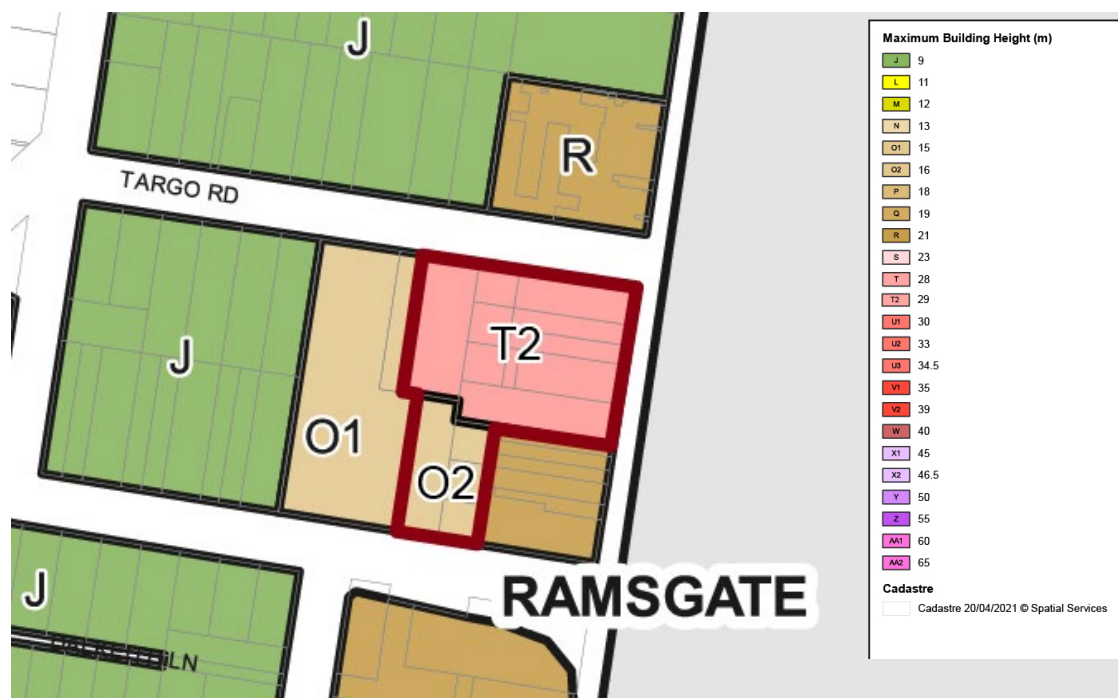 J
R
TARGO RD
T2
J
O1
O2
RAMSGATE
J
LN
Maximum Building Height (m)
J 9
L 11
M 12
N 13
O1 15
O2 16
P 18
Q 19
R 21
S 23
T 28
T2 29
U1 30
U2 33
U3 34.5
V1 35
V2 39
W 40
X1 45
X2 46.5
Y 50
Z 55
AA1 60
AA2 65
Cadastre
Cadastre 20/04/2021 © Spatial Services